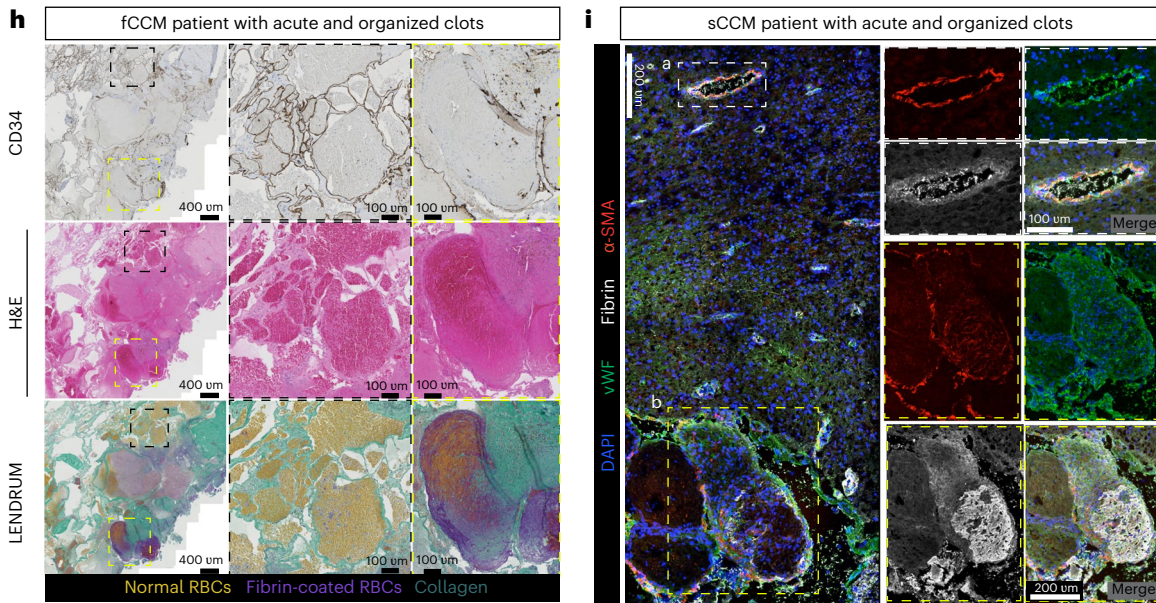 h
fCCM patient with acute and organized clots
CD34
400 um
100 um
100 um
H&E
400 um
100 um
100 um
LENDRUM
400 um
100 um
100 um
Normal RBCs Fibrin-coated RBCs Collagen
i
sCCM patient with acute and organized clots
DAPI vWF Fibrin α-SMA
200 um
a
b
100 um
Merge
200 um
Merge